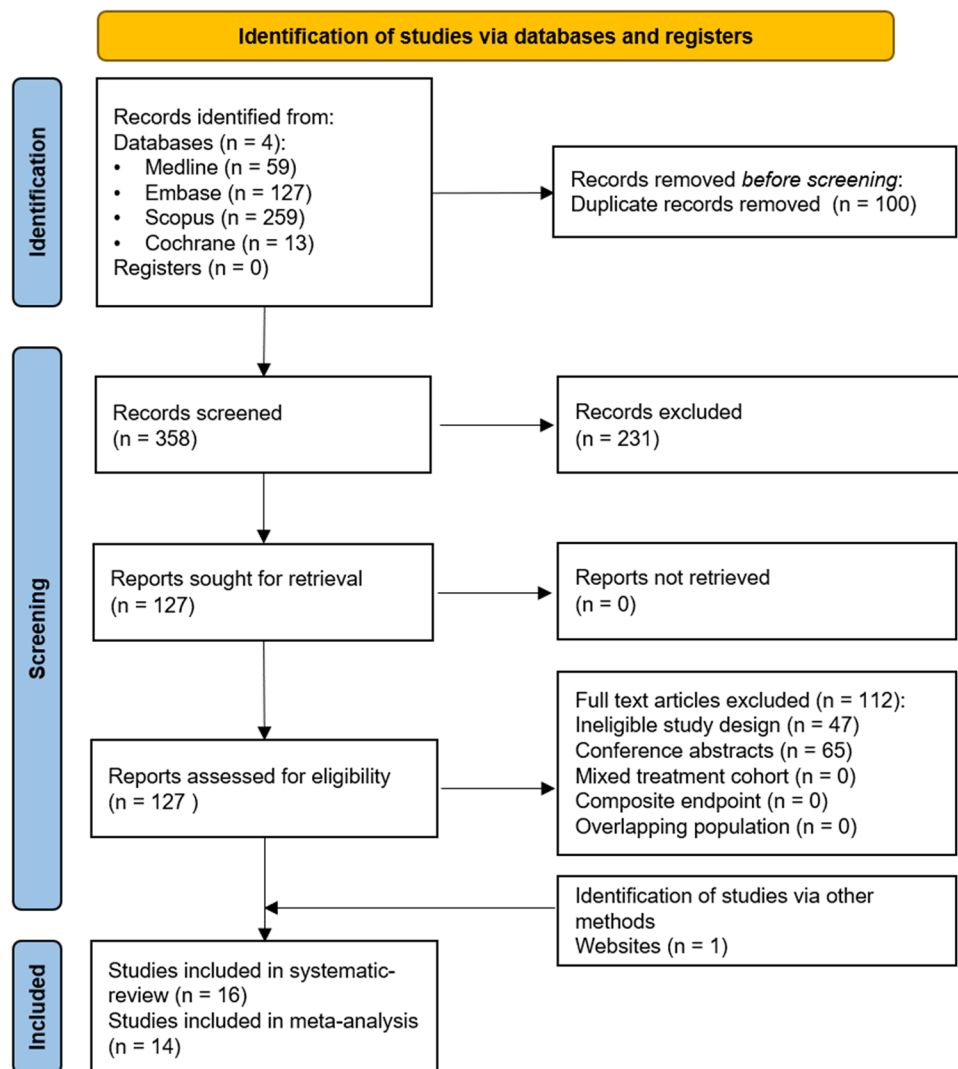 Identification of studies via databases and registers
Identification
Records identified from:
Databases (n = 4):
• Medline (n = 59)
• Embase (n = 127)
• Scopus (n = 259)
• Cochrane (n = 13)
Registers (n = 0)
Records removed before screening:
Duplicate records removed (n = 100)
Screening
Records screened
(n = 358)
Records excluded
(n = 231)
Reports sought for retrieval
(n = 127)
Reports not retrieved
(n = 0)
Reports assessed for eligibility
(n = 127 )
Full text articles excluded (n = 112):
Ineligible study design (n = 47)
Conference abstracts (n = 65)
Mixed treatment cohort (n = 0)
Composite endpoint (n = 0)
Overlapping population (n = 0)
Identification of studies via other
methods
Websites (n = 1)
Included
Studies included in systematic-
review (n = 16)
Studies included in meta-analysis
(n = 14)